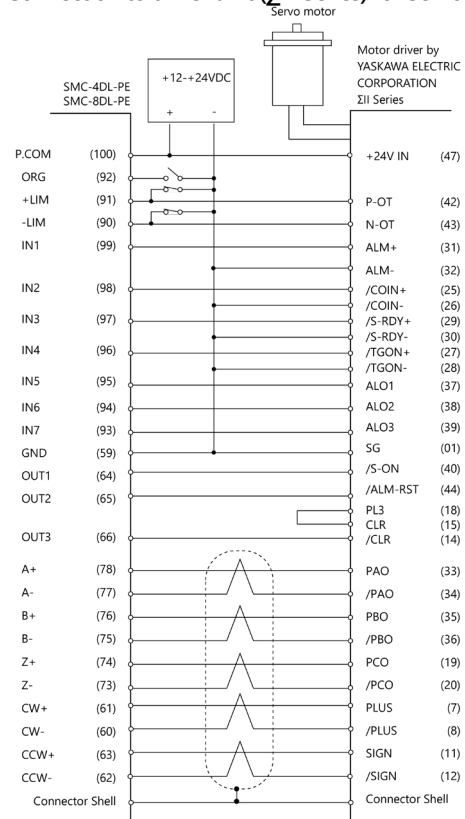 Servo motor
Motor driver by
YASKAWA ELECTRIC
CORPORATION
ΣII Series
SMC-4DL-PE
SMC-8DL-PE
+12-+24VDC
+ -
P.COM (100) +24V IN (47)
ORG (92)
+LIM (91) P-OT (42)
-LIM (90) N-OT (43)
IN1 (99) ALM+ (31)
ALM- (32)
IN2 (98) /COIN+ (25)
/COIN- (26)
IN3 (97) /S-RDY+ (29)
/S-RDY- (30)
IN4 (96) /TGON+ (27)
/TGON- (28)
IN5 (95) ALO1 (37)
IN6 (94) ALO2 (38)
IN7 (93) ALO3 (39)
GND (59) SG (01)
OUT1 (64) /S-ON (40)
OUT2 (65) /ALM-RST (44)
PL3 (18)
CLR (15)
OUT3 (66) /CLR (14)
A+ (78) PAO (33)
A- (77) /PAO (34)
B+ (76) PBO (35)
B- (75) /PBO (36)
Z+ (74) PCO (19)
Z- (73) /PCO (20)
CW+ (61) PLUS (7)
CW- (60) /PLUS (8)
CCW+ (63) SIGN (11)
CCW- (62) /SIGN (12)
Connector Shell Connector Shell